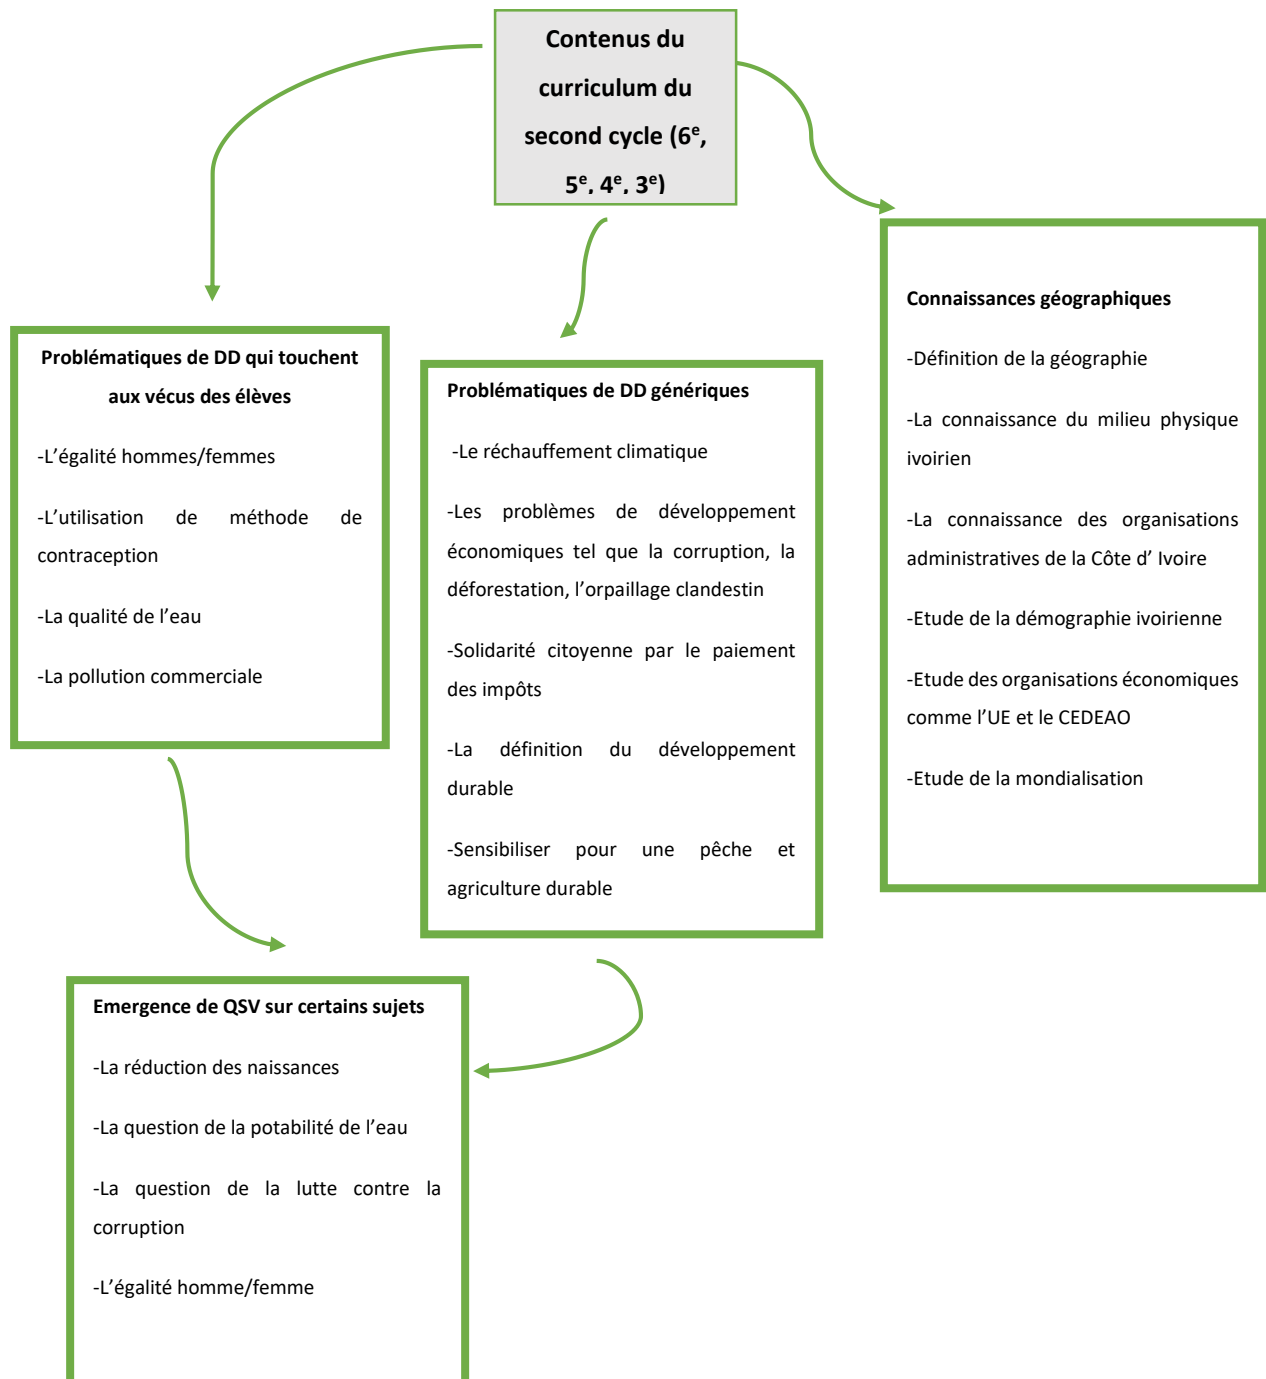 Contenus du
curriculum du
second cycle (6e,
5e, 4e, 3e)
Problématiques de DD qui touchent
aux vécus des élèves
-L’égalité hommes/femmes
-L’utilisation de méthode de
contraception
-La qualité de l’eau
-La pollution commerciale
Problématiques de DD génériques
-Le réchauffement climatique
-Les problèmes de développement
économiques tel que la corruption, la
déforestation, l’orpaillage clandestin
-Solidarité citoyenne par le paiement
des impôts
-La définition du développement
durable
-Sensibiliser pour une pêche et
agriculture durable
Connaissances géographiques
-Définition de la géographie
-La connaissance du milieu physique
ivoirien
-La connaissance des organisations
administratives de la Côte d’ Ivoire
-Etude de la démographie ivoirienne
-Etude des organisations économiques
comme l’UE et le CEDEAO
-Etude de la mondialisation
Emergence de QSV sur certains sujets
-La réduction des naissances
-La question de la potabilité de l’eau
-La question de la lutte contre la
corruption
-L’égalité homme/femme